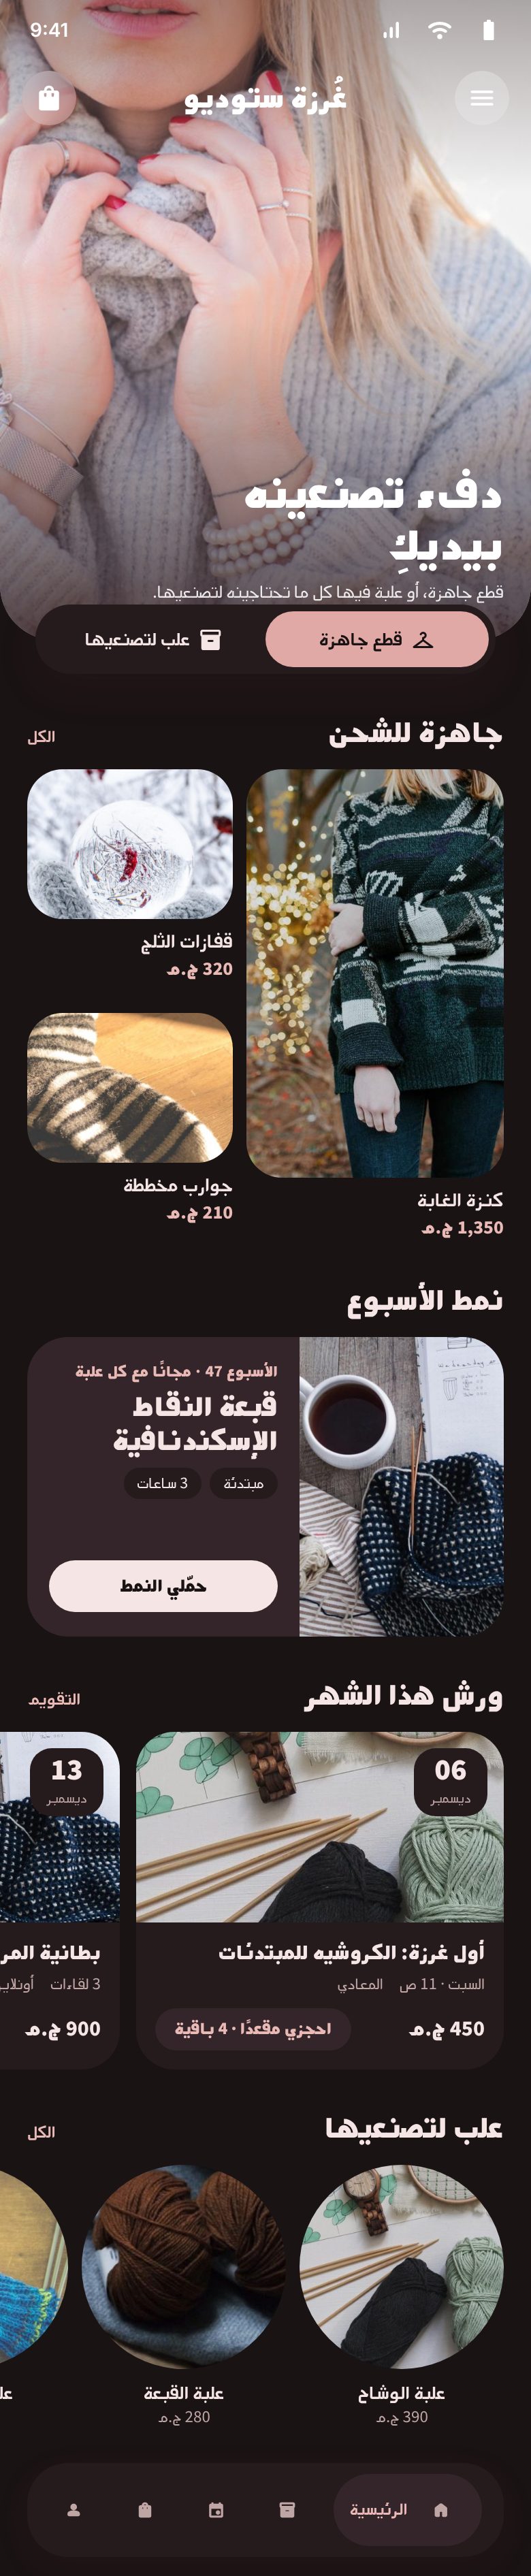 9:41
غُرزة ستوديو
دفء تصنعينه
بيديكِ
قطع جاهزة، أو علبة فيها كل ما تحتاجينه لتصنعيها.
قطع جاهزة
علب لتصنعيها
جاهزة للشحن
الكل
كنزة الغابة
1,350 ج.م
قفازات الثلج
320 ج.م
جوارب مخططة
210 ج.م
نمط الأسبوع
الأسبوع 47 · مجانًا مع كل علبة
قبعة النقاط
الإسكندنافية
مبتدئة
3 ساعات
حمّلي النمط
ورش هذا الشهر
التقويم
06
ديسمبر
أول غرزة: الكروشيه للمبتدئات
السبت · 11 ص
المعادي
450 ج.م
احجزي مقعدًا · 4 باقية
13
ديسمبر
بطانية المر
3 لقاءات
أونلاين
900 ج.م
علب لتصنعيها
الكل
علبة الوشاح
390 ج.م
علبة القبعة
280 ج.م
عل
الرئيسية